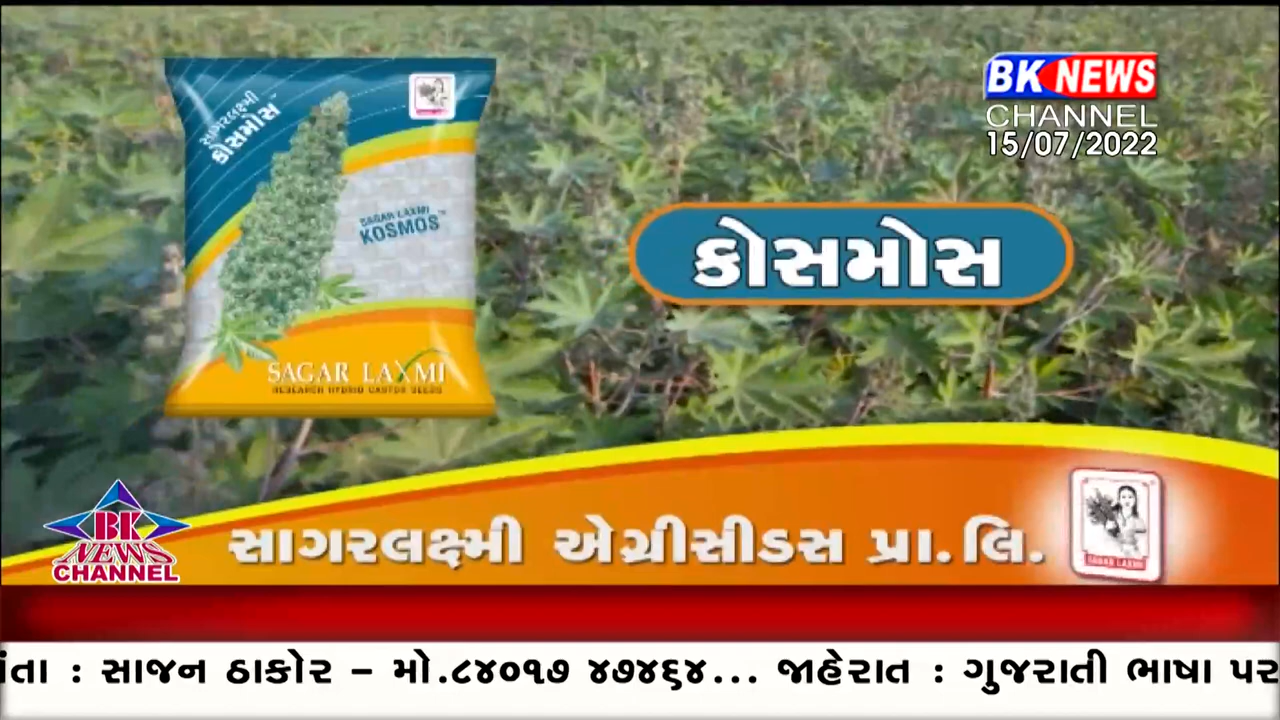 BK NEWS
CHANNEL
15/07/2022
સાગરલક્ષ્મી
કોસમોસ
SAGAR LAXMI
KOSMOS™
SAGAR LAXMI
RESEARCH HYBRID CASTOR SEEDS
કોસમોસ
BK
NEWS
CHANNEL
સાગરલક્ષ્મી એગ્રીસીડસ પ્રા. લિ.
SAGAR LAXMI
: સાજન ઠાકોર – મો.૮૪૦૧૭ ૪૭૪૬૪... જાહેરાત : ગુજરાતી ભાષા પર